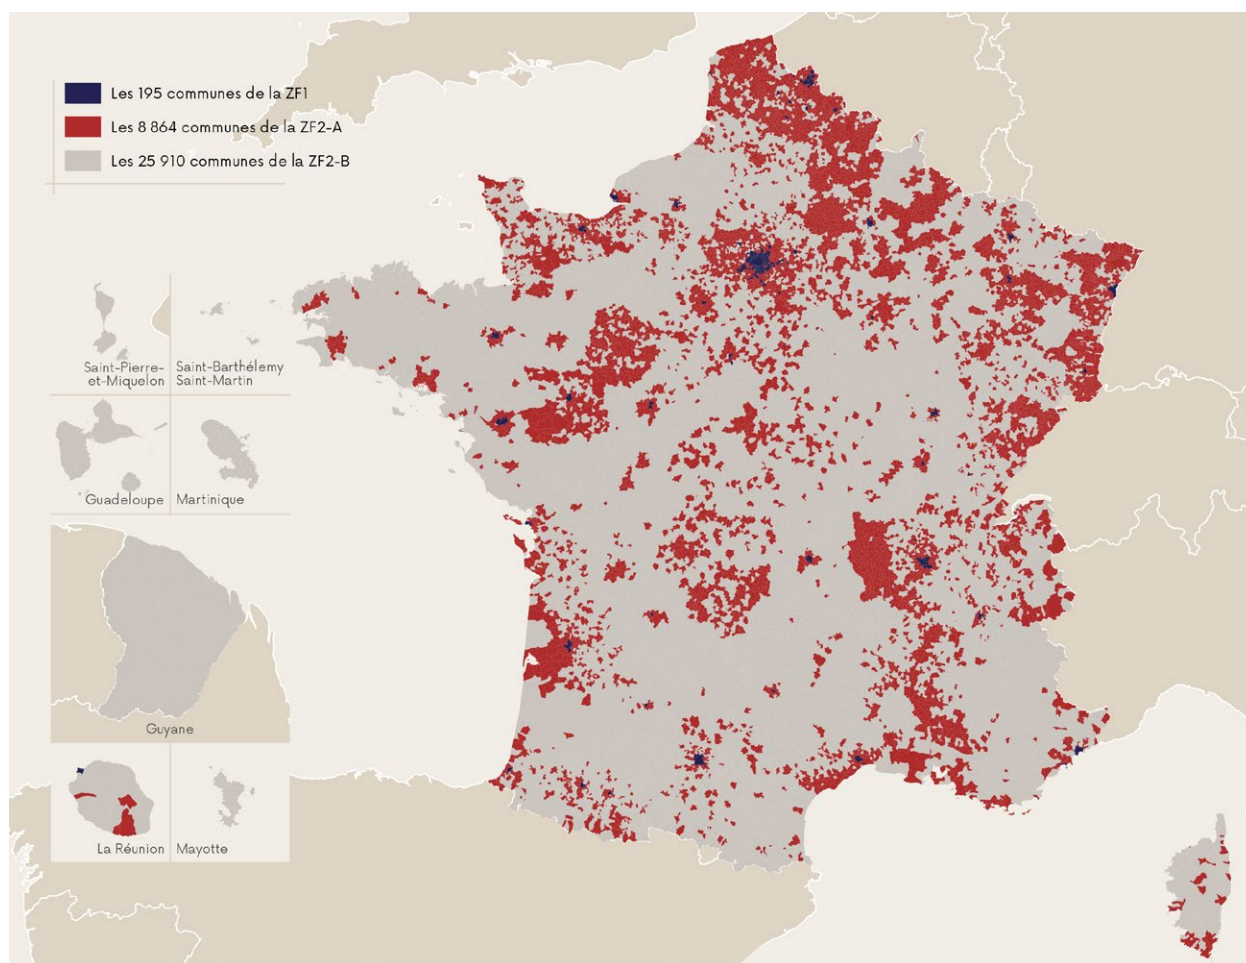 Les 195 communes de la ZF1
Les 8 864 communes de la ZF2-A
Les 25 910 communes de la ZF2-B
Saint-Pierre-
et-Miquelon
Saint-Barthélemy
Saint-Martin
Guadeloupe
Martinique
Guyane
La Réunion
Mayotte